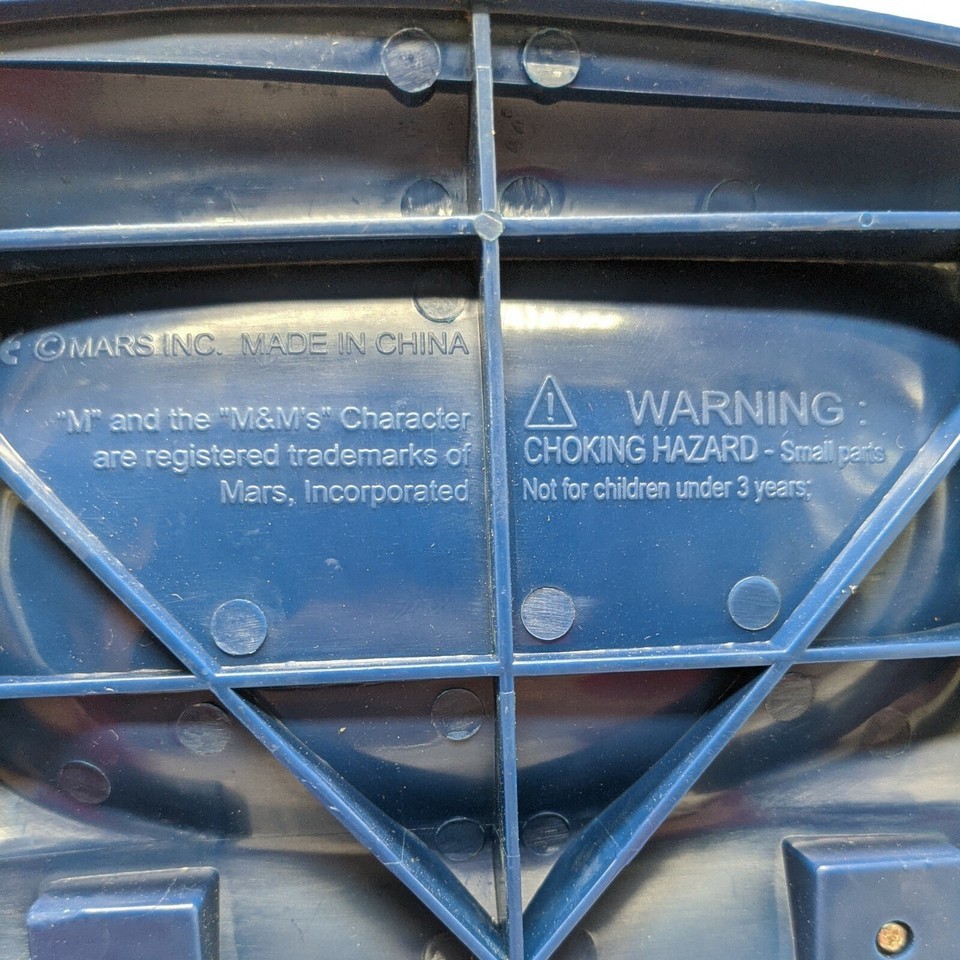 ©MARS INC. MADE IN CHINA
"M" and the "M&M's" Character
are registered trademarks of
Mars, Incorporated
WARNING :
CHOKING HAZARD - Small parts
Not for children under 3 years;